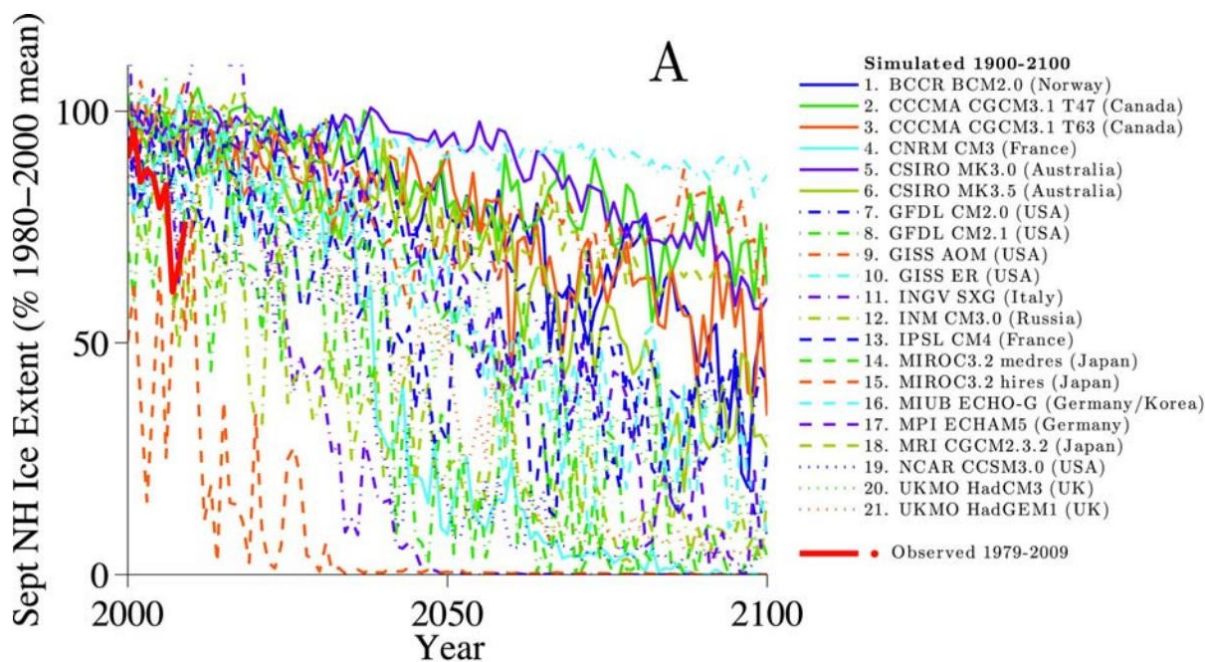 A
Sept NH Ice Extent (% 1980–2000 mean)
100
50
0
2000
2050
2100
Year
Simulated 1900-2100
1. BCCR BCM2.0 (Norway)
2. CCCMA CGCM3.1 T47 (Canada)
3. CCCMA CGCM3.1 T63 (Canada)
4. CNRM CM3 (France)
5. CSIRO MK3.0 (Australia)
6. CSIRO MK3.5 (Australia)
7. GFDL CM2.0 (USA)
8. GFDL CM2.1 (USA)
9. GISS AOM (USA)
10. GISS ER (USA)
11. INGV SXG (Italy)
12. INM CM3.0 (Russia)
13. IPSL CM4 (France)
14. MIROC3.2 medres (Japan)
15. MIROC3.2 hires (Japan)
16. MIUB ECHO-G (Germany/Korea)
17. MPI ECHAM5 (Germany)
18. MRI CGCM2.3.2 (Japan)
19. NCAR CCSM3.0 (USA)
20. UKMO HadCM3 (UK)
21. UKMO HadGEM1 (UK)
Observed 1979-2009